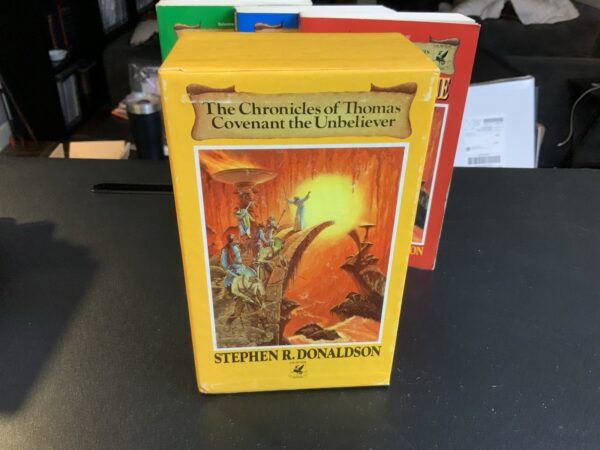 The Chronicles of Thomas
Covenant the Unbeliever
STEPHEN R. DONALDSON